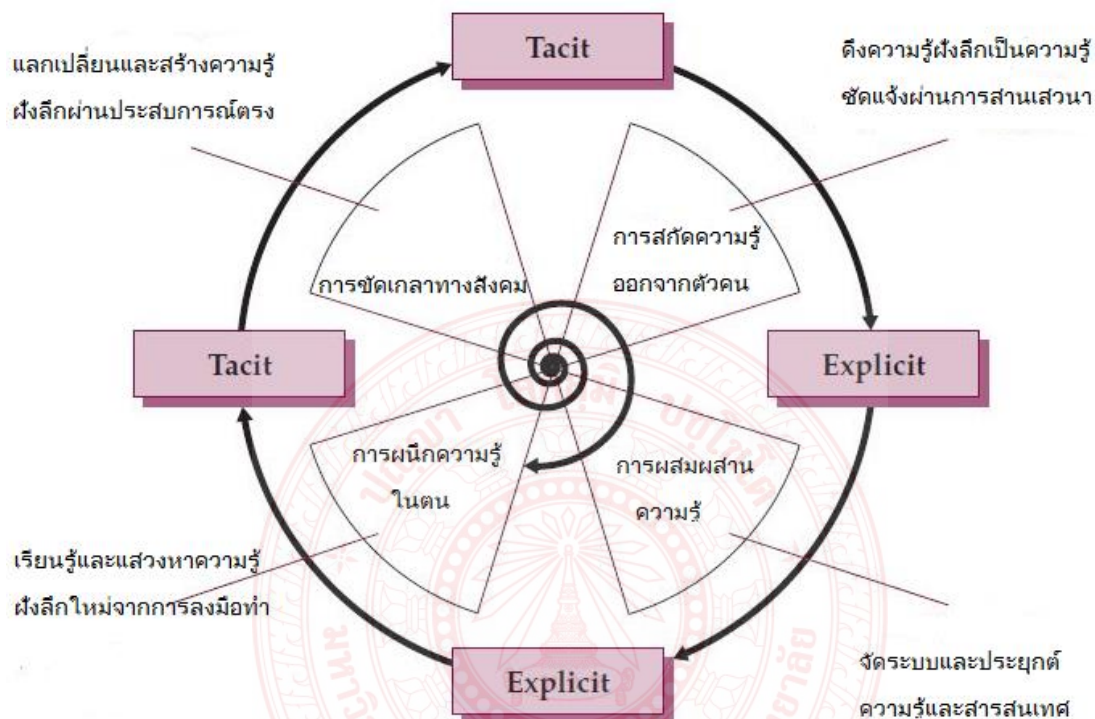 Tacit
แลกเปลี่ยนและสร้างความรู้
ฝังลึกผ่านประสบการณ์ตรง
ดึงความรู้ฝังลึกเป็นความรู้
ชัดแจ้งผ่านการสานเสวนา
การขัดเกลาทางสังคม
การสกัดความรู้
ออกจากตัวคน
Tacit
Explicit
การผนึกความรู้
ในตน
การผสมผสาน
ความรู้
เรียนรู้และแสวงหาความรู้
ฝังลึกใหม่จากการลงมือทำ
Explicit
จัดระบบและประยุกต์
ความรู้และสารสนเทศ